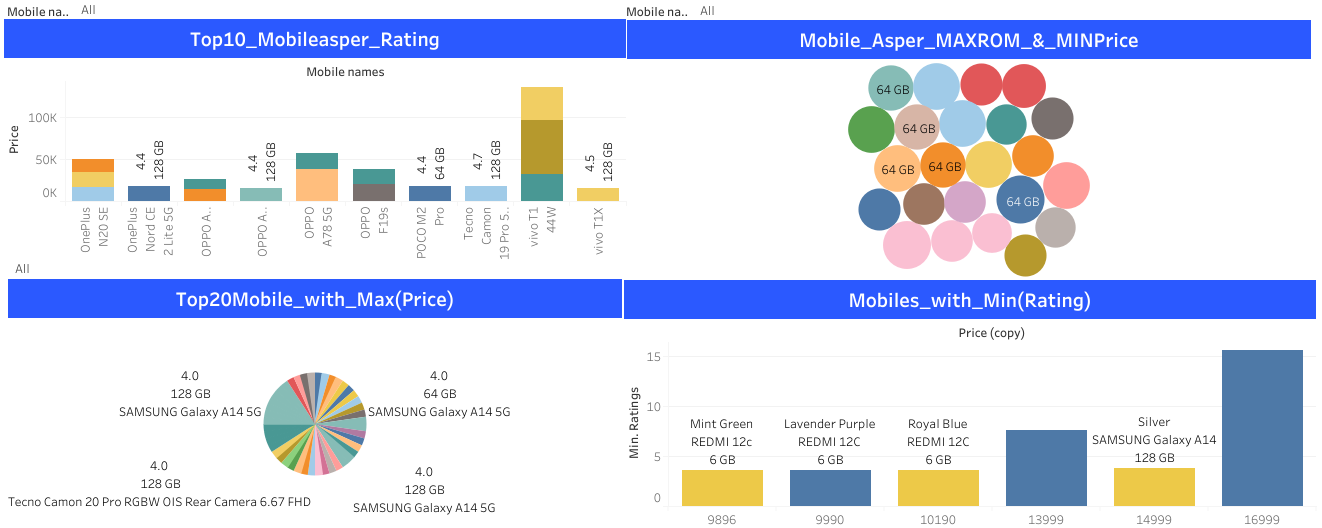 Mobile na.. All
Top10_Mobileasper_Rating
Mobile names
Price
100K
50K
0K
4.4
128 GB
4.4
128 GB
4.4
64 GB
4.7
128 GB
4.5
128 GB
OnePlus
N20 SE
OnePlus
Nord CE
2 Lite 5G
OPPO A..
OPPO A..
OPPO
A78 5G
OPPO
F19s
POCO M2
Pro
Tecno
Camon
19 Pro 5..
vivo T1
44W
vivo T1X
Mobile na.. All
Mobile_Asper_MAXROM_&_MINPrice
64 GB
64 GB
64 GB
64 GB
64 GB
All
Top20Mobile_with_Max(Price)
4.0
128 GB
SAMSUNG Galaxy A14 5G
4.0
64 GB
SAMSUNG Galaxy A14 5G
4.0
128 GB
Tecno Camon 20 Pro RGBW OIS Rear Camera 6.67 FHD
4.0
128 GB
SAMSUNG Galaxy A14 5G
Mobiles_with_Min(Rating)
Price (copy)
Min. Ratings
15
10
5
0
Mint Green
REDMI 12c
6 GB
Lavender Purple
REDMI 12C
6 GB
Royal Blue
REDMI 12C
6 GB
Silver
SAMSUNG Galaxy A14
128 GB
9896 9990 10190 13999 14999 16999